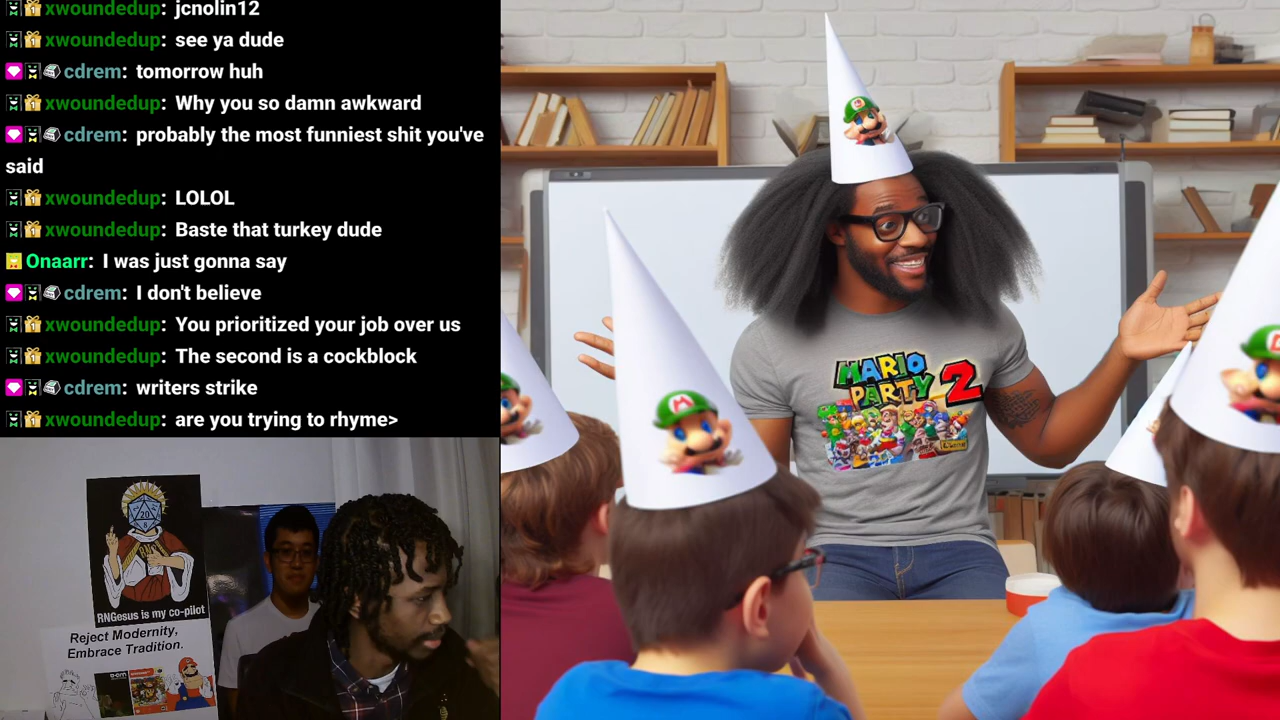 xwoundedup: jcnolin12
xwoundedup: see ya dude
cdrem: tomorrow huh
xwoundedup: Why you so damn awkward
cdrem: probably the most funniest shit you've
said
xwoundedup: LOLOL
xwoundedup: Baste that turkey dude
Onaarr: I was just gonna say
cdrem: I don't believe
xwoundedup: You prioritized your job over us
xwoundedup: The second is a cockblock
cdrem: writers strike
xwoundedup: are you trying to rhyme>
20
8
RNGesus is my co-pilot
Reject Modernity,
Embrace Tradition.
MARIO
PARTY 2